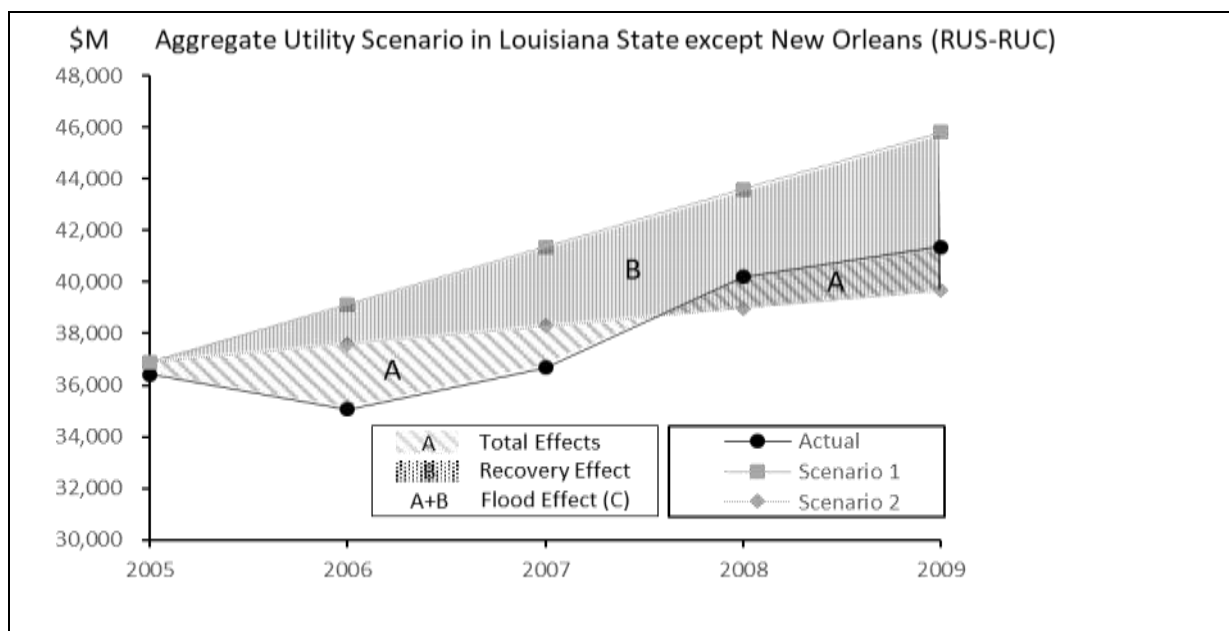 $M Aggregate Utility Scenario in Louisiana State except New Orleans (RUS-RUC)
48,000
46,000
44,000
42,000
40,000
38,000
36,000
34,000
32,000
30,000
B
A
A
A Total Effects
B Recovery Effect
A+B Flood Effect (C)
Actual
Scenario 1
Scenario 2
2005 2006 2007 2008 2009